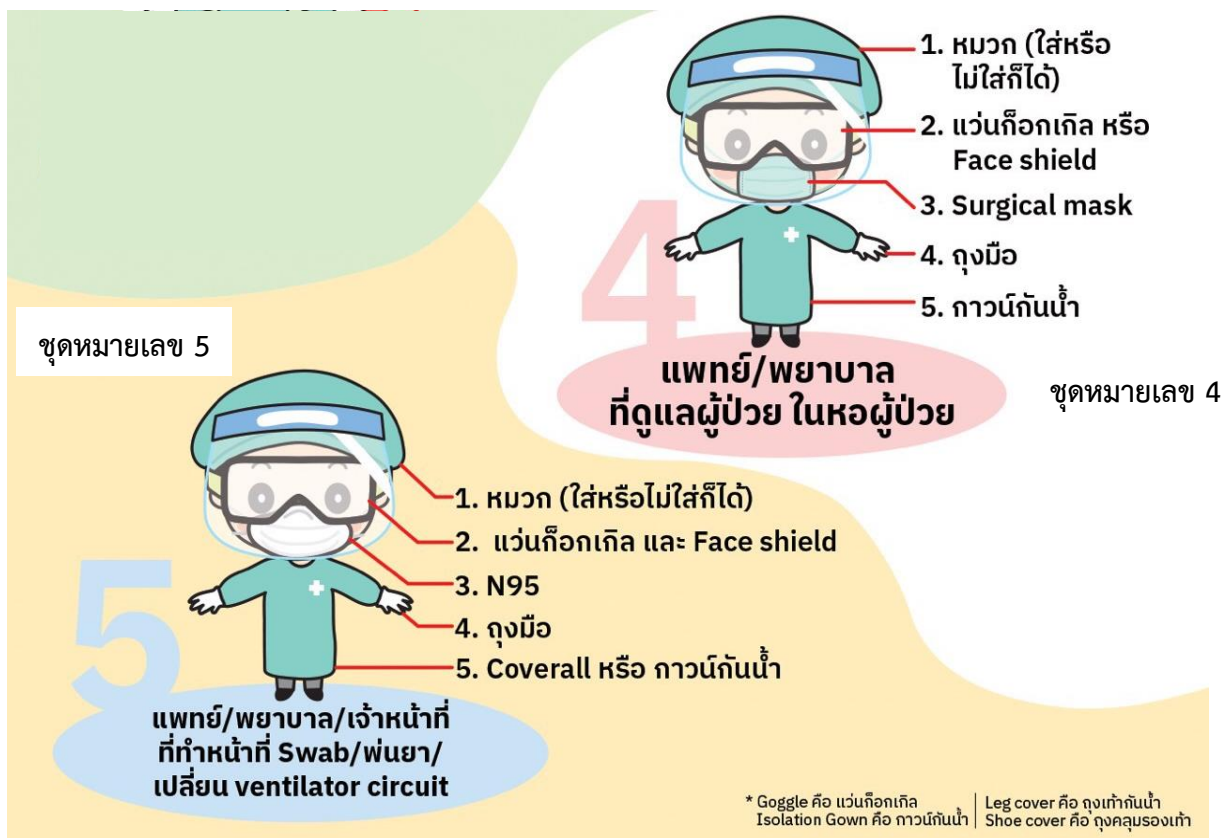 1. หมวก (ใส่หรือ
ไม่ใส่ก็ได้)
2. แว่นก็อกเกิล หรือ
Face shield
3. Surgical mask
4. ถุงมือ
5. กาวน์กันน้ำ
4
แพทย์/พยาบาล
ที่ดูแลผู้ป่วย ในหอผู้ป่วย
ชุดหมายเลข 4
ชุดหมายเลข 5
1. หมวก (ใส่หรือไม่ใส่ก็ได้)
2. แว่นก็อกเกิล และ Face shield
3. N95
4. ถุงมือ
5. Coverall หรือ กาวน์กันน้ำ
5
แพทย์/พยาบาล/เจ้าหน้าที่
ที่ทำหน้าที่ Swab/พ่นยา/
เปลี่ยน ventilator circuit
* Goggle คือ แว่นก็อกเกิล
Isolation Gown คือ กาวน์กันน้ำ
Leg cover คือ ถุงเท้ากันน้ำ
Shoe cover คือ ถุงคลุมรองเท้า